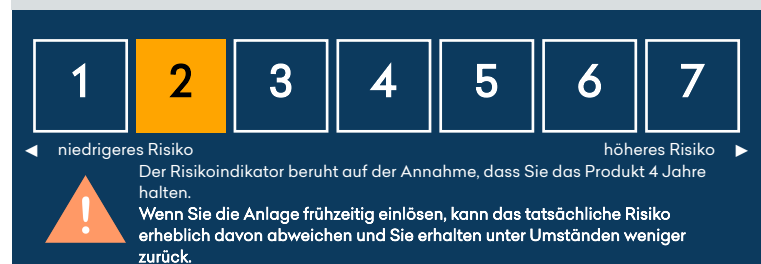 1 2 3 4 5 6 7
niedrigeres Risiko höheres Risiko
Der Risikoindikator beruht auf der Annahme, dass Sie das Produkt 4 Jahre
halten.
Wenn Sie die Anlage frühzeitig einlösen, kann das tatsächliche Risiko
erheblich davon abweichen und Sie erhalten unter Umständen weniger
zurück.